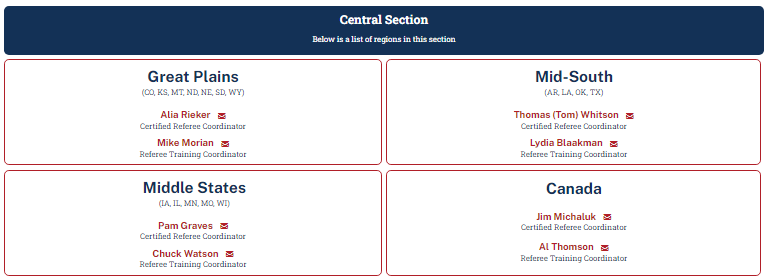 Central Section
Below is a list of regions in this section
Great Plains
(CO, KS, MT, ND, NE, SD, WY)
Alia Rieker
Certified Referee Coordinator
Mike Morian
Referee Training Coordinator
Mid-South
(AR, LA, OK, TX)
Thomas (Tom) Whitson
Certified Referee Coordinator
Lydia Blaakman
Referee Training Coordinator
Middle States
(IA, IL, MN, MO, WI)
Pam Graves
Certified Referee Coordinator
Chuck Watson
Referee Training Coordinator
Canada
Jim Michaluk
Certified Referee Coordinator
Al Thomson
Referee Training Coordinator